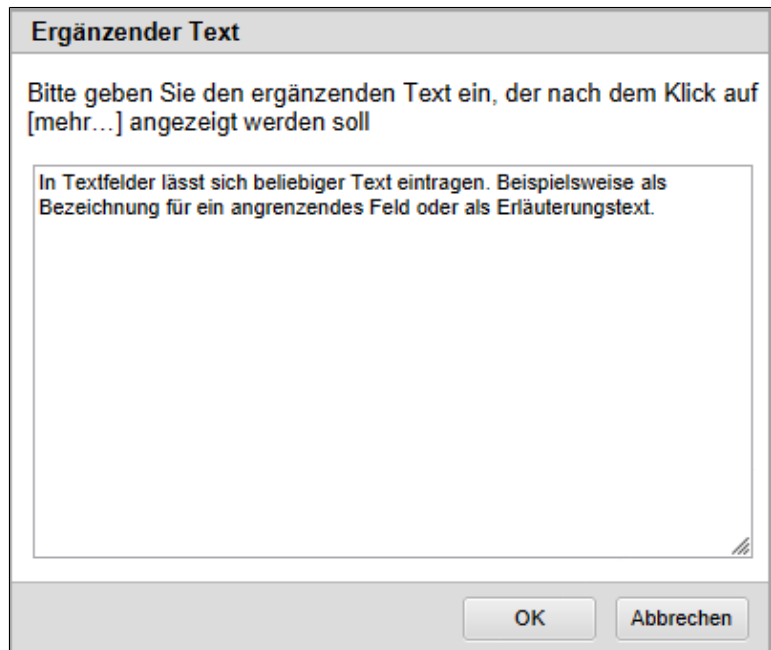 Ergänzender Text
Bitte geben Sie den ergänzenden Text ein, der nach dem Klick auf
[mehr…] angezeigt werden soll
In Textfelder lässt sich beliebiger Text eintragen. Beispielsweise als
Bezeichnung für ein angrenzendes Feld oder als Erläuterungstext.
OK Abbrechen